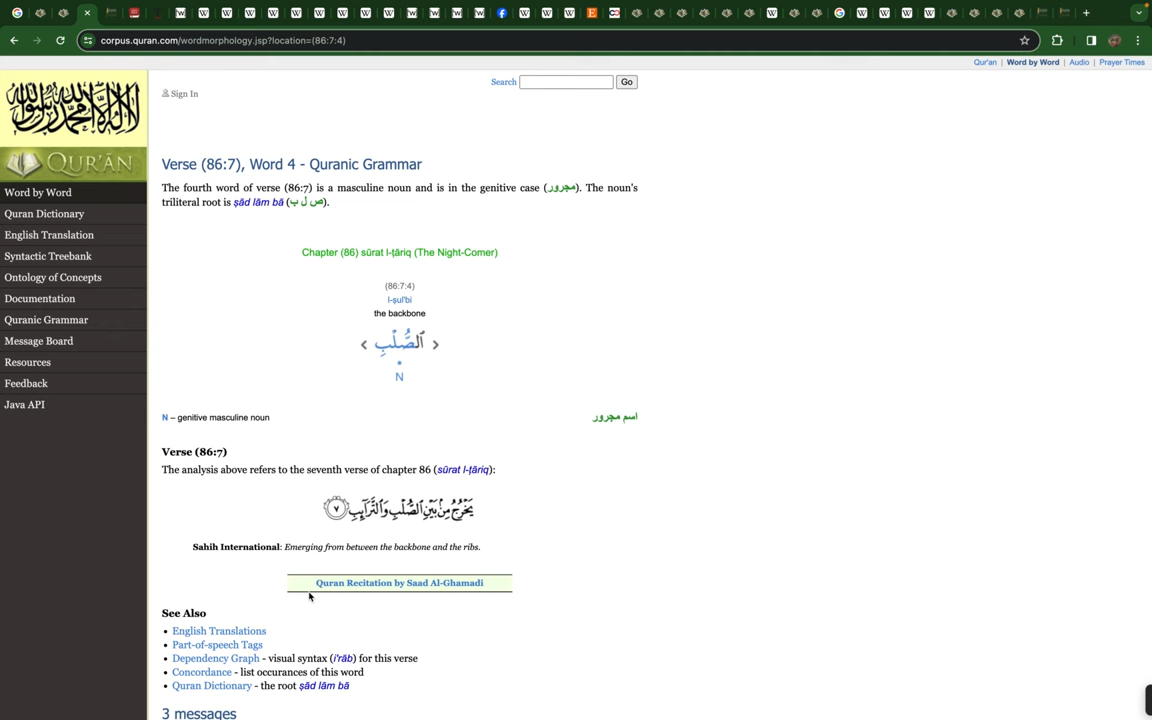 corpus.quran.com/wordmorphology.jsp?location=(86:7:4)
Qur'an | Word by Word | Audio | Prayer Times
Search Go
Sign In
QUR'ĀN
Word by Word
Quran Dictionary
English Translation
Syntactic Treebank
Ontology of Concepts
Documentation
Quranic Grammar
Message Board
Resources
Feedback
Java API
Verse (86:7), Word 4 - Quranic Grammar
The fourth word of verse (86:7) is a masculine noun and is in the genitive case (مجرور). The noun's
triliteral root is ṣād lām bā (ص ل ب).
Chapter (86) sūrat l-ṭāriq (The Night-Comer)
(86:7:4)
l-ṣul'bi
the backbone
ٱلصُّلْبِ
N
N – genitive masculine noun
اسم مجرور
Verse (86:7)
The analysis above refers to the seventh verse of chapter 86 (sūrat l-ṭāriq):
يَخْرُجُ مِنۢ بَيْنِ ٱلصُّلْبِ وَٱلتَّرَآئِبِ ٧
Sahih International: Emerging from between the backbone and the ribs.
Quran Recitation by Saad Al-Ghamadi
See Also
• English Translations
• Part-of-speech Tags
• Dependency Graph - visual syntax (i'rāb) for this verse
• Concordance - list occurances of this word
• Quran Dictionary - the root ṣād lām bā
3 messages